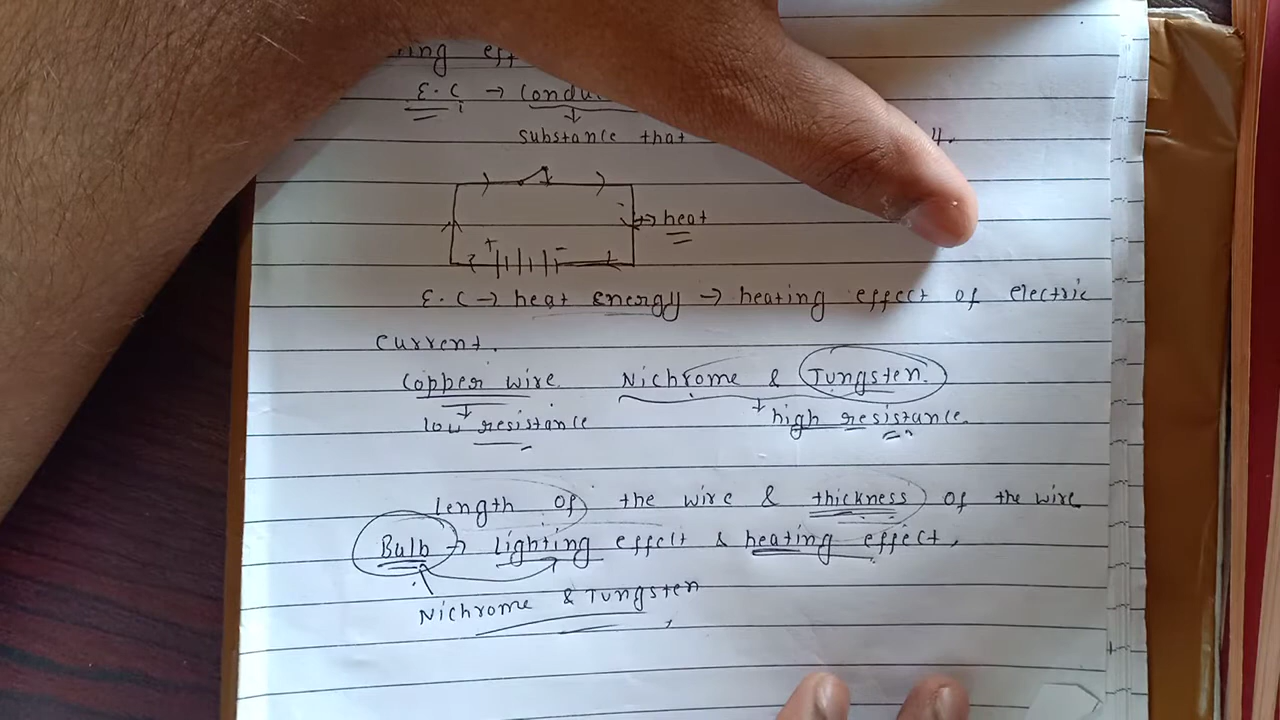 eff
E.C → Condu
substance that
+ - → heat
E.C → heat energy → heating effect of electric
current.
Copper wire Nichrome & Tungsten.
low resistance high resistance.
Length of the wire & thickness of the wire
Bulb → Lighting effect & heating effect,
Nichrome & Tungsten